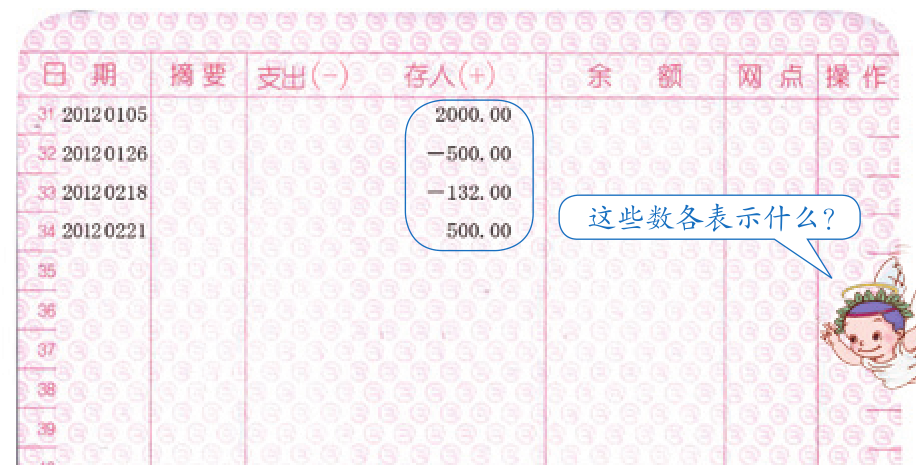 日 期 摘要 支出(－) 存人(+) 余 额 网 点 操 作
31 20120105 2000.00
32 20120126 －500.00
33 20120218 －132.00
34 20120221 500.00
这些数各表示什么?
35
36
37
38
39